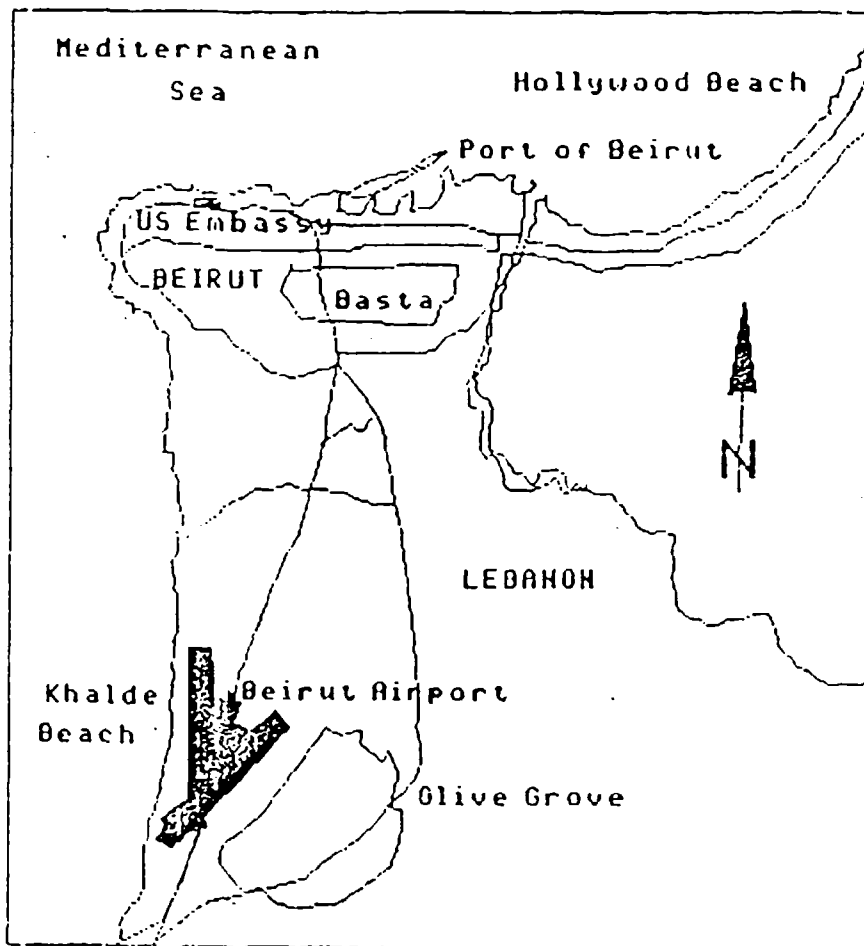 Mediterranean
Sea
Hollywood Beach
Port of Beirut
US Embassy
BEIRUT
Basta
N
LEBANON
Khalde
Beach
Beirut Airport
Olive Grove